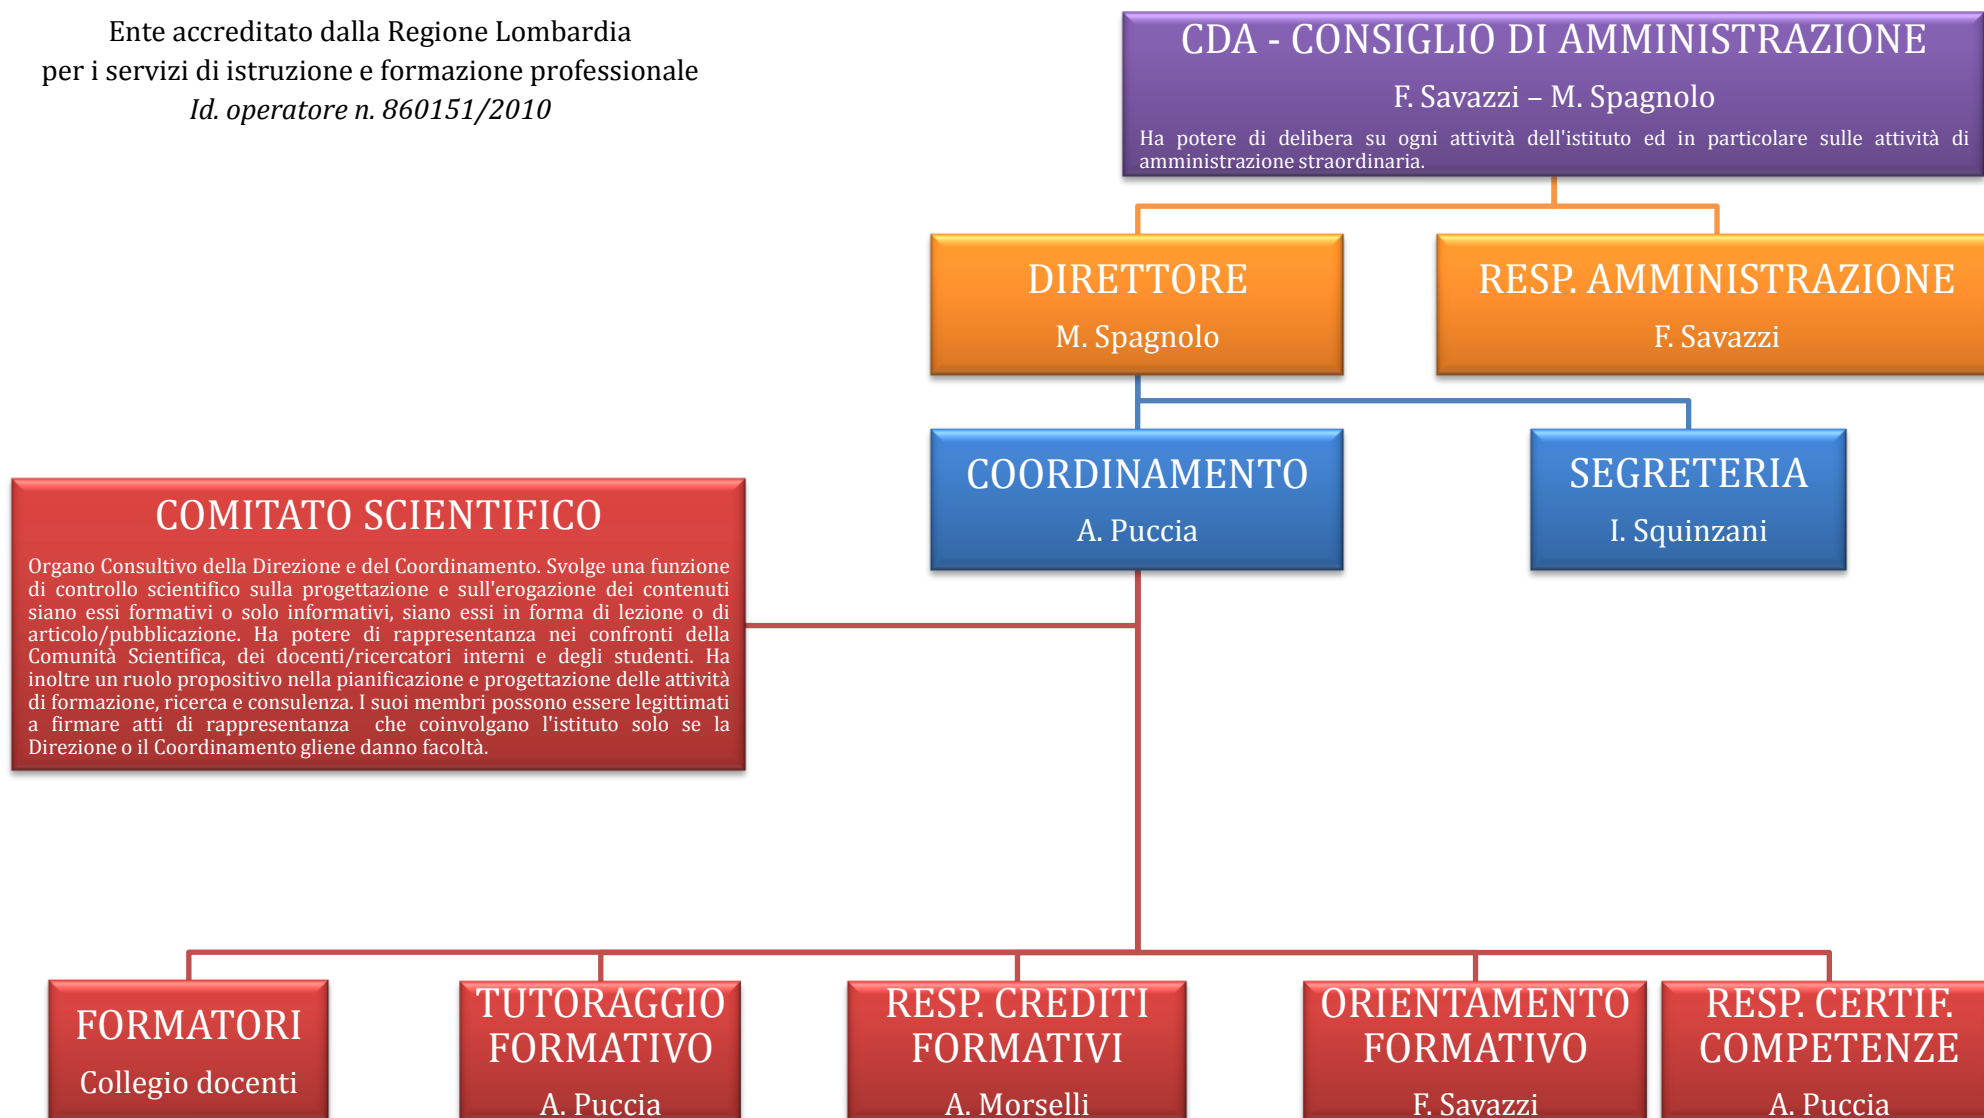 Ente accreditato dalla Regione Lombardia
per i servizi di istruzione e formazione professionale
Id. operatore n. 860151/2010
CDA - CONSIGLIO DI AMMINISTRAZIONE
F. Savazzi – M. Spagnolo
Ha potere di delibera su ogni attività dell'istituto ed in particolare sulle attività di
amministrazione straordinaria.
DIRETTORE
M. Spagnolo
RESP. AMMINISTRAZIONE
F. Savazzi
COORDINAMENTO
A. Puccia
SEGRETERIA
I. Squinzani
COMITATO SCIENTIFICO
Organo Consultivo della Direzione e del Coordinamento. Svolge una funzione
di controllo scientifico sulla progettazione e sull'erogazione dei contenuti
siano essi formativi o solo informativi, siano essi in forma di lezione o di
articolo/pubblicazione. Ha potere di rappresentanza nei confronti della
Comunità Scientifica, dei docenti/ricercatori interni e degli studenti. Ha
inoltre un ruolo propositivo nella pianificazione e progettazione delle attività
di formazione, ricerca e consulenza. I suoi membri possono essere legittimati
a firmare atti di rappresentanza che coinvolgano l'istituto solo se la
Direzione o il Coordinamento gliene danno facoltà.
FORMATORI
Collegio docenti
TUTORAGGIO
FORMATIVO
A. Puccia
RESP. CREDITI
FORMATIVI
A. Morselli
ORIENTAMENTO
FORMATIVO
F. Savazzi
RESP. CERTIF.
COMPETENZE
A. Puccia